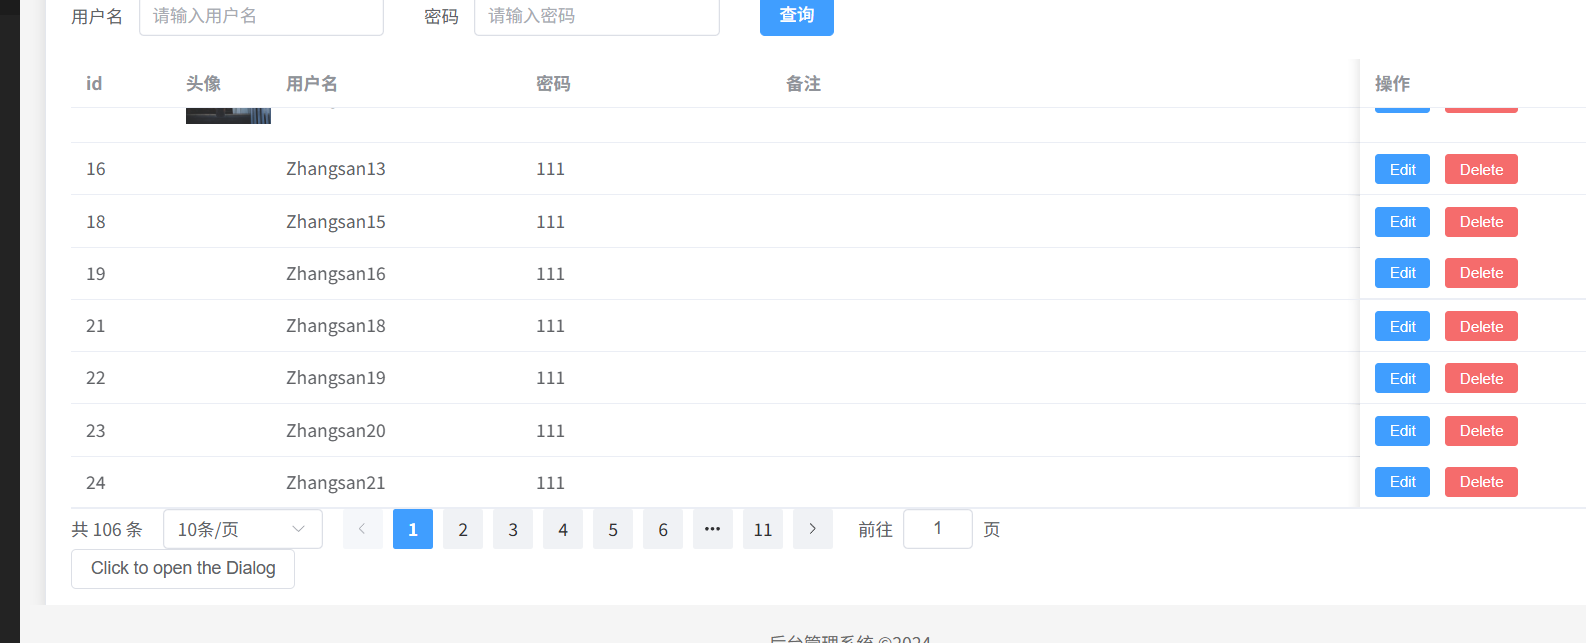 用户名 请输入用户名 密码 请输入密码 查询
id 头像 用户名 密码 备注 操作
16 Zhangsan13 111 Edit Delete
18 Zhangsan15 111 Edit Delete
19 Zhangsan16 111 Edit Delete
21 Zhangsan18 111 Edit Delete
22 Zhangsan19 111 Edit Delete
23 Zhangsan20 111 Edit Delete
24 Zhangsan21 111 Edit Delete
共 106 条 10条/页 < 1 2 3 4 5 6 ••• 11 > 前往 1 页
Click to open the Dialog
后台管理系统 ©2024